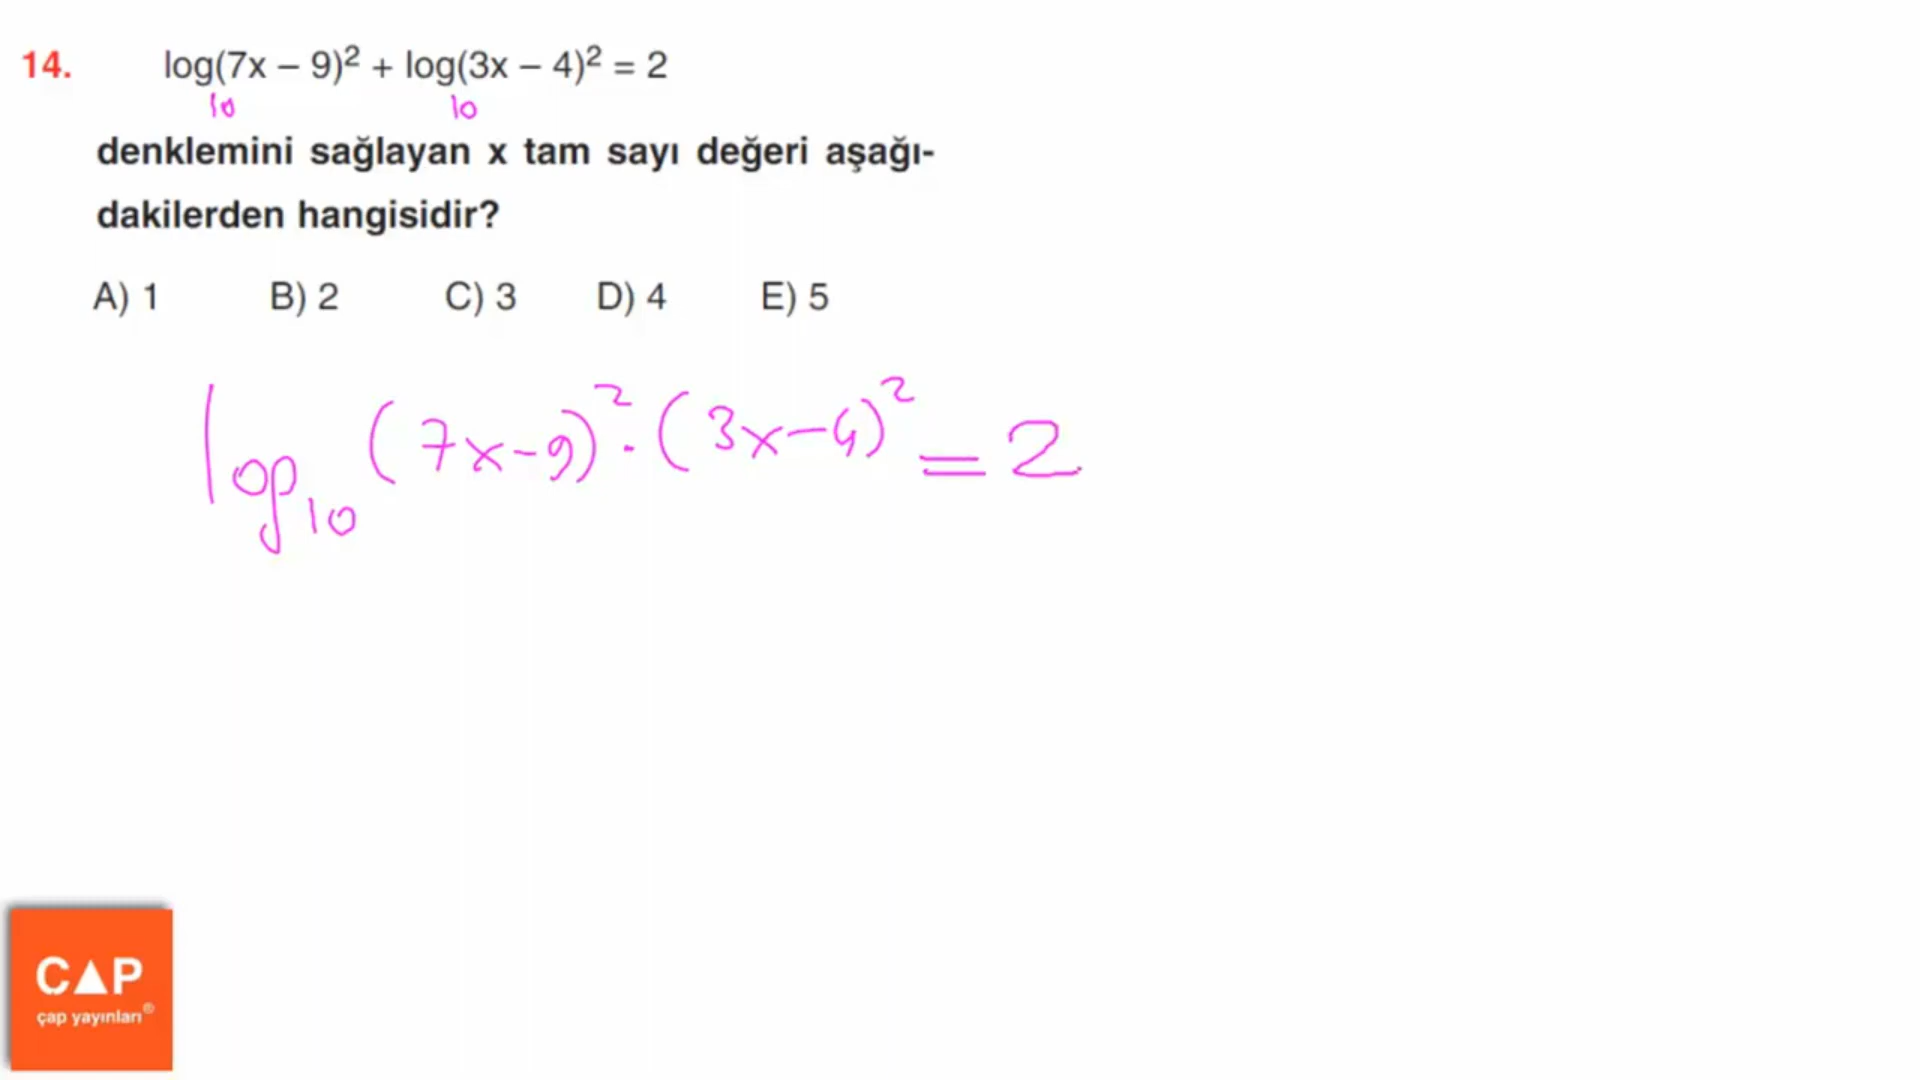 14. log(7x – 9)² + log(3x – 4)² = 2
10 10
denklemini sağlayan x tam sayı değeri aşağı-
dakilerden hangisidir?
A) 1 B) 2 C) 3 D) 4 E) 5
log₁₀ (7x-9)² · (3x-4)² = 2
CAP
çap yayınları®